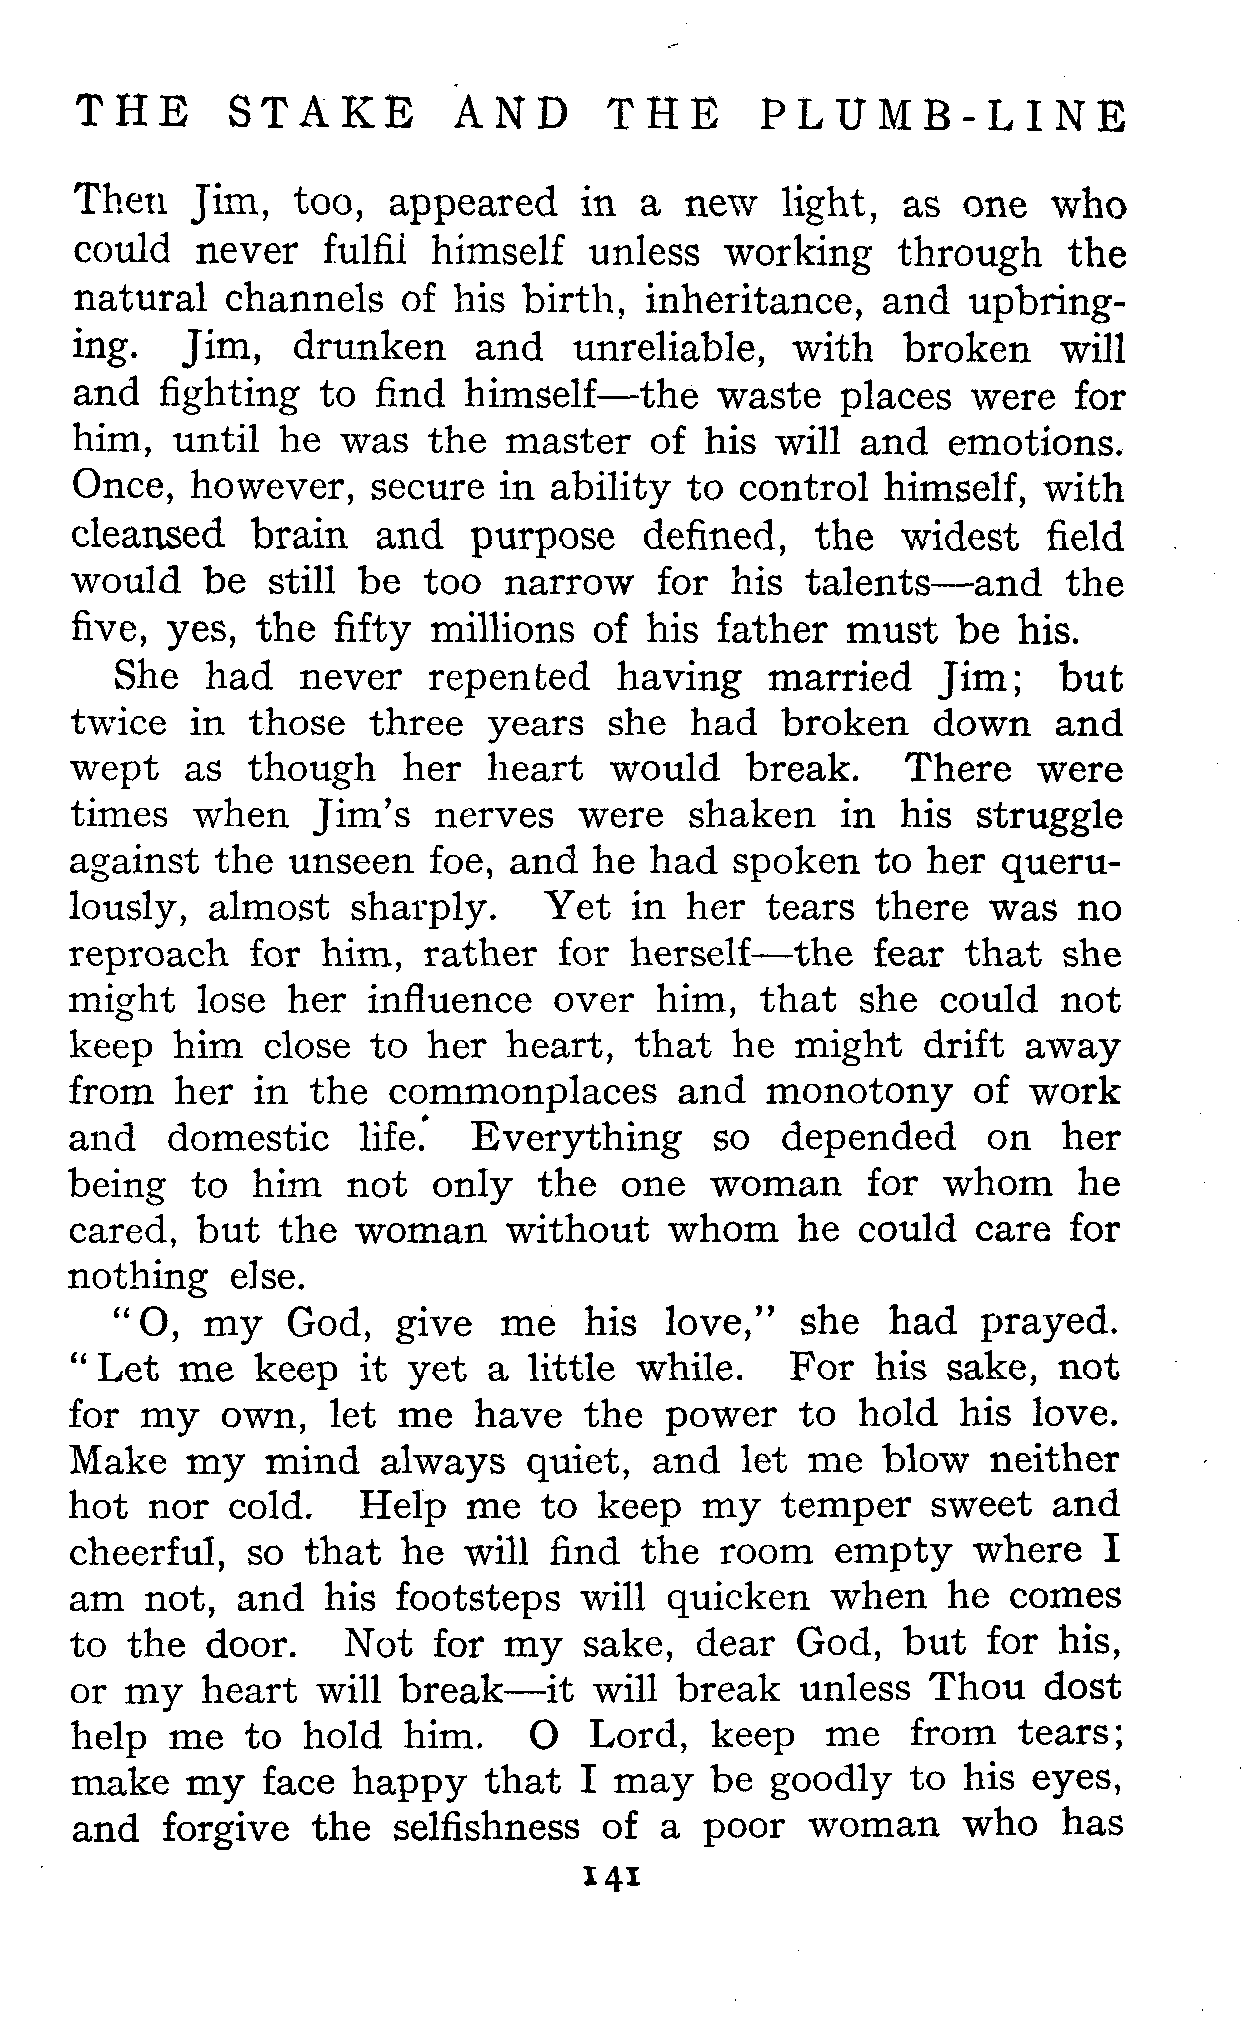 THE STAKE AND THE PLUMB-LINE
Then Jim, too, appeared in a new light, as one who
could never fulfil himself unless working through the
natural channels of his birth, inheritance, and upbring-
ing. Jim, drunken and unreliable, with broken will
and fighting to find himself—the waste places were for
him, until he was the master of his will and emotions.
Once, however, secure in ability to control himself, with
cleansed brain and purpose defined, the widest field
would be still be too narrow for his talents—and the
five, yes, the fifty millions of his father must be his.
She had never repented having married Jim; but
twice in those three years she had broken down and
wept as though her heart would break. There were
times when Jim's nerves were shaken in his struggle
against the unseen foe, and he had spoken to her queru-
lously, almost sharply. Yet in her tears there was no
reproach for him, rather for herself—the fear that she
might lose her influence over him, that she could not
keep him close to her heart, that he might drift away
from her in the commonplaces and monotony of work
and domestic life. Everything so depended on her
being to him not only the one woman for whom he
cared, but the woman without whom he could care for
nothing else.
"O, my God, give me his love," she had prayed.
"Let me keep it yet a little while. For his sake, not
for my own, let me have the power to hold his love.
Make my mind always quiet, and let me blow neither
hot nor cold. Help me to keep my temper sweet and
cheerful, so that he will find the room empty where I
am not, and his footsteps will quicken when he comes
to the door. Not for my sake, dear God, but for his,
or my heart will break—it will break unless Thou dost
help me to hold him. O Lord, keep me from tears;
make my face happy that I may be goodly to his eyes,
and forgive the selfishness of a poor woman who has
141